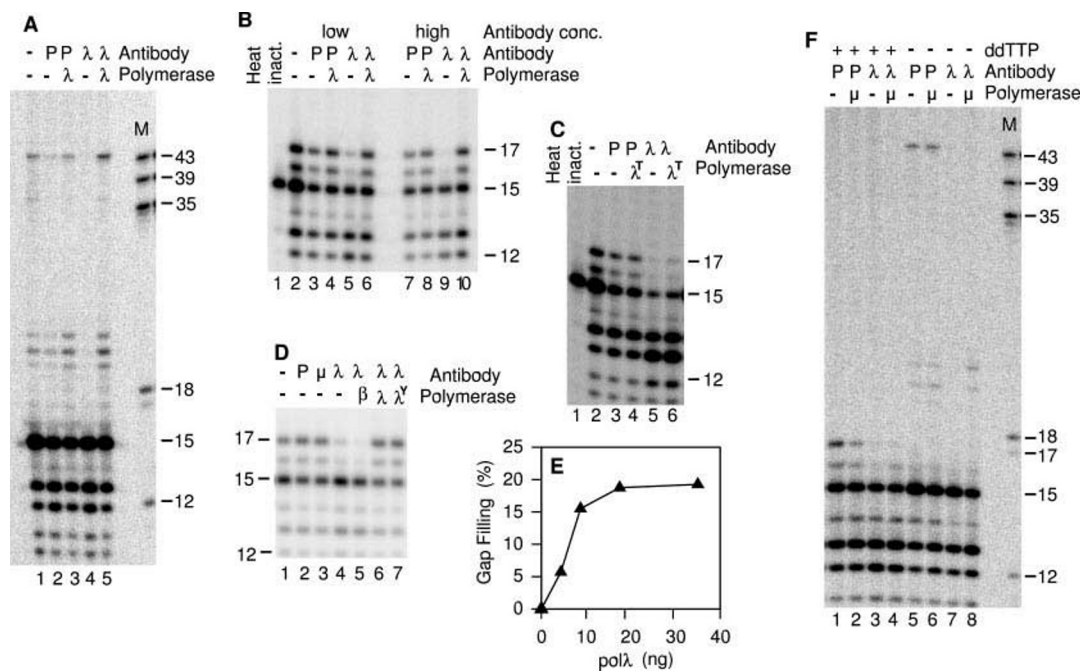 A
- P P λ λ Antibody
- - λ - λ Polymerase
M
43
39
35
18
15
12
1 2 3 4 5
B
low high Antibody conc.
Heat inact.
- P P λ λ P P λ λ Antibody
- - λ - λ - λ - λ Polymerase
17
15
12
1 2 3 4 5 6 7 8 9 10
C
Heat inact.
- P P λ λ Antibody
- - λᵀ - λᵀ Polymerase
17
15
12
1 2 3 4 5 6
D
- P μ λ λ λ λ Antibody
- - - - β λ λʸ Polymerase
17
15
12
1 2 3 4 5 6 7
E
Gap Filling (%)
25
20
15
10
5
0
0 10 20 30 40
polλ (ng)
F
+ + + + - - - - ddTTP
P P λ λ P P λ λ Antibody
- μ - μ - μ - μ Polymerase
M
43
39
35
18
17
15
12
1 2 3 4 5 6 7 8